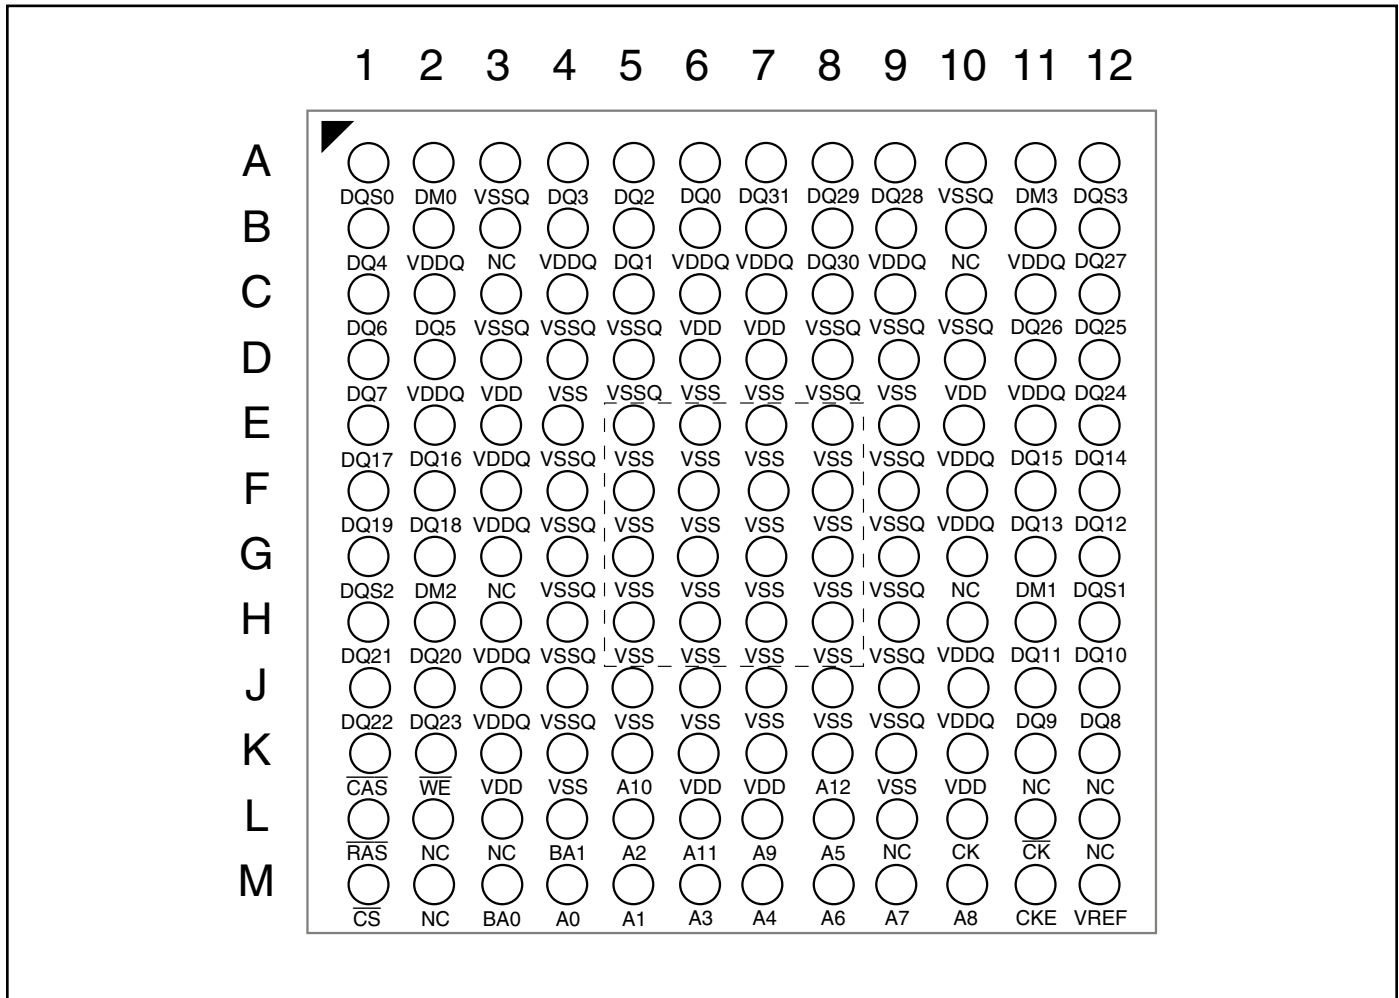 1 2 3 4 5 6 7 8 9 10 11 12
A
DQS0 DM0 VSSQ DQ3 DQ2 DQ0 DQ31 DQ29 DQ28 VSSQ DM3 DQS3
B
DQ4 VDDQ NC VDDQ DQ1 VDDQ VDDQ DQ30 VDDQ NC VDDQ DQ27
C
DQ6 DQ5 VSSQ VSSQ VSSQ VDD VDD VSSQ VSSQ VSSQ DQ26 DQ25
D
DQ7 VDDQ VDD VSS VSSQ VSS VSS VSSQ VSS VDD VDDQ DQ24
E
DQ17 DQ16 VDDQ VSSQ VSS VSS VSS VSS VSSQ VDDQ DQ15 DQ14
F
DQ19 DQ18 VDDQ VSSQ VSS VSS VSS VSS VSSQ VDDQ DQ13 DQ12
G
DQS2 DM2 NC VSSQ VSS VSS VSS VSS VSSQ NC DM1 DQS1
H
DQ21 DQ20 VDDQ VSSQ VSS VSS VSS VSS VSSQ VDDQ DQ11 DQ10
J
DQ22 DQ23 VDDQ VSSQ VSS VSS VSS VSS VSSQ VDDQ DQ9 DQ8
K
C̅A̅S̅ W̅E̅ VDD VSS A10 VDD VDD A12 VSS VDD NC NC
L
R̅A̅S̅ NC NC BA1 A2 A11 A9 A5 NC CK C̅K̅ NC
M
C̅S̅ NC BA0 A0 A1 A3 A4 A6 A7 A8 CKE VREF